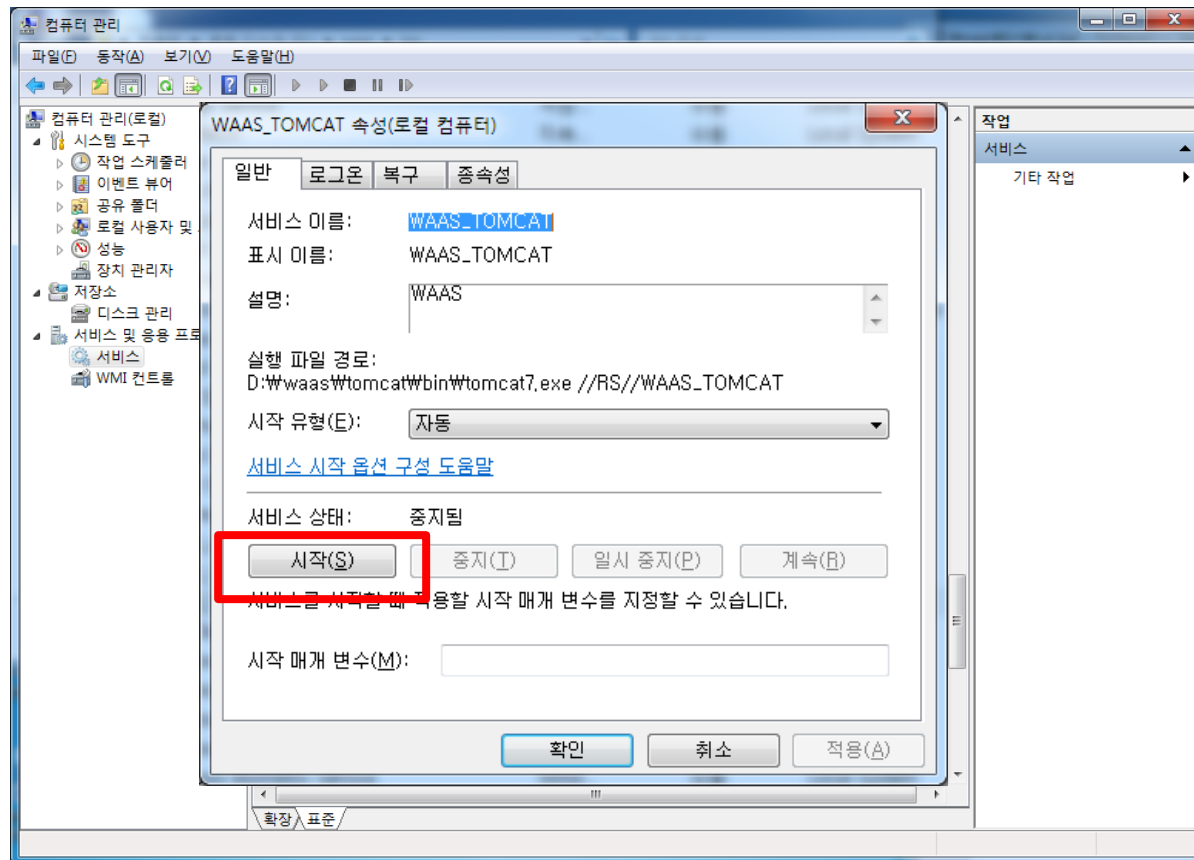 컴퓨터 관리
파일(F) 동작(A) 보기(V) 도움말(H)
컴퓨터 관리(로컬)
시스템 도구
작업 스케줄러
이벤트 뷰어
공유 폴더
로컬 사용자 및
성능
장치 관리자
저장소
디스크 관리
서비스 및 응용 프로
서비스
WMI 컨트롤
WAAS_TOMCAT 속성(로컬 컴퓨터)
일반 로그온 복구 종속성
서비스 이름: WAAS_TOMCAT
표시 이름: WAAS_TOMCAT
설명: WAAS
실행 파일 경로:
D:₩waas₩tomcat₩bin₩tomcat7.exe //RS//WAAS_TOMCAT
시작 유형(E): 자동
서비스 시작 옵션 구성 도움말
서비스 상태: 중지됨
시작(S) 중지(T) 일시 중지(P) 계속(R)
서비스를 시작할 때 적용할 시작 매개 변수를 지정할 수 있습니다.
시작 매개 변수(M):
확인 취소 적용(A)
확장 표준
작업
서비스
기타 작업